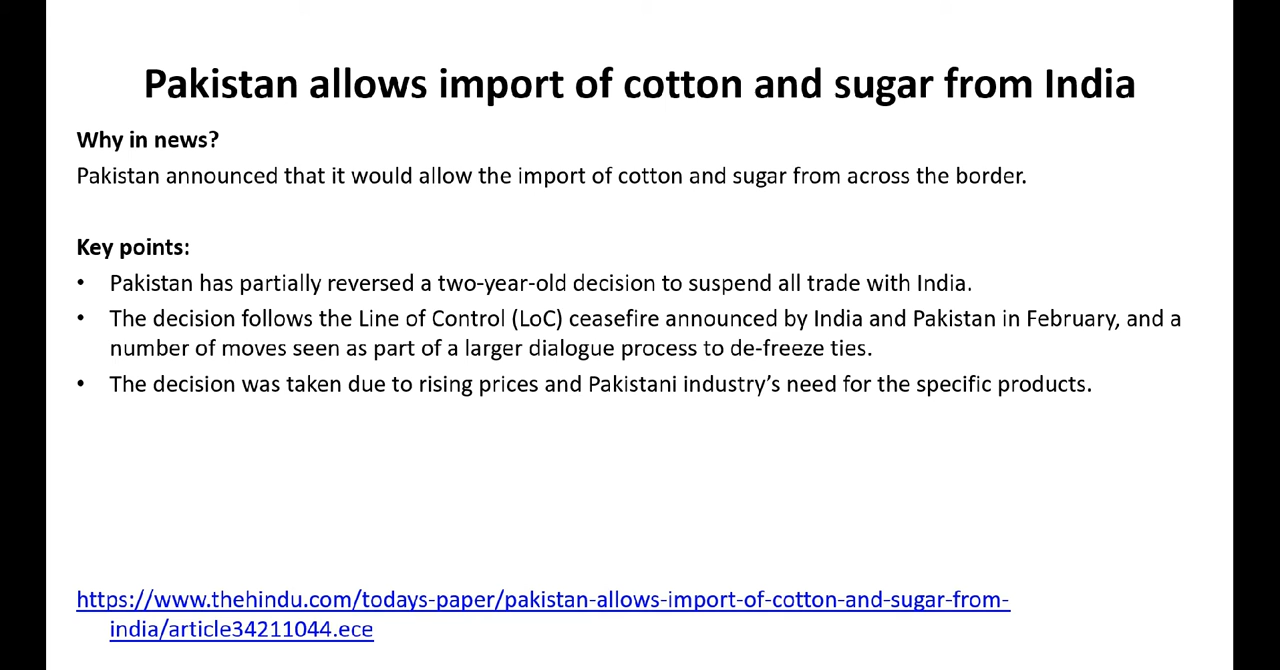 Pakistan allows import of cotton and sugar from India
Why in news?
Pakistan announced that it would allow the import of cotton and sugar from across the border.
Key points:
• Pakistan has partially reversed a two-year-old decision to suspend all trade with India.
• The decision follows the Line of Control (LoC) ceasefire announced by India and Pakistan in February, and a
number of moves seen as part of a larger dialogue process to de-freeze ties.
• The decision was taken due to rising prices and Pakistani industry’s need for the specific products.
https://www.thehindu.com/todays-paper/pakistan-allows-import-of-cotton-and-sugar-from-
india/article34211044.ece